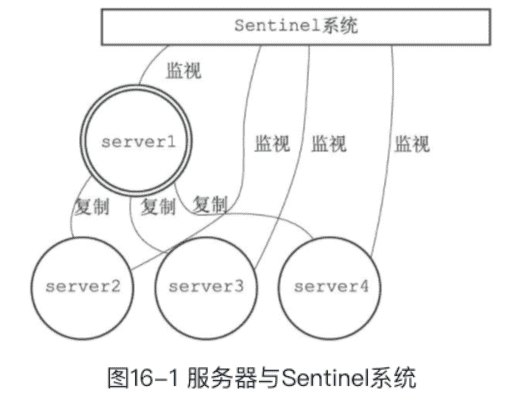 Sentinel系统
监视
server1
监视
监视
监视
复制
复制
复制
server2
server3
server4
图16-1 服务器与Sentinel系统